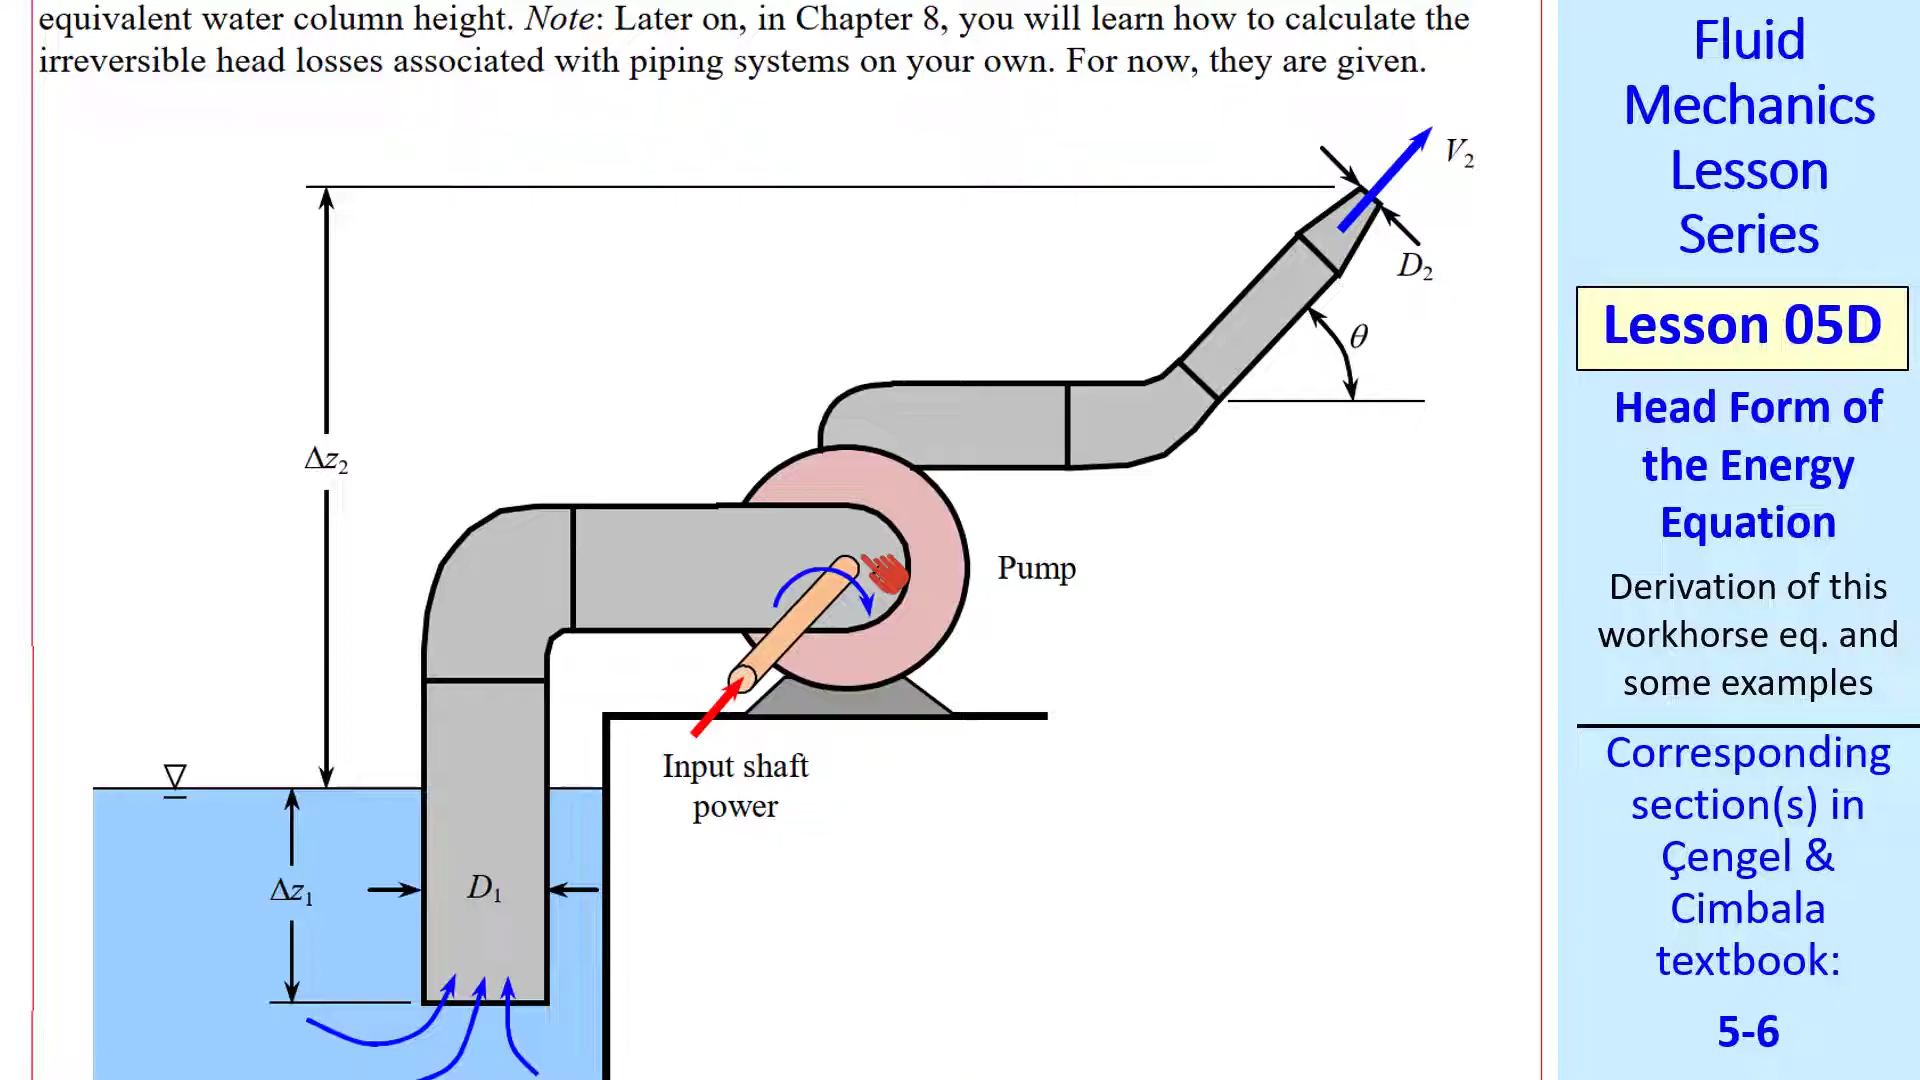 equivalent water column height. Note: Later on, in Chapter 8, you will learn how to calculate the
irreversible head losses associated with piping systems on your own. For now, they are given.
V2
D2
θ
Δz2
Pump
Input shaft
power
Δz1
D1
Fluid
Mechanics
Lesson
Series
Lesson 05D
Head Form of
the Energy
Equation
Derivation of this
workhorse eq. and
some examples
Corresponding
section(s) in
Çengel &
Cimbala
textbook:
5-6